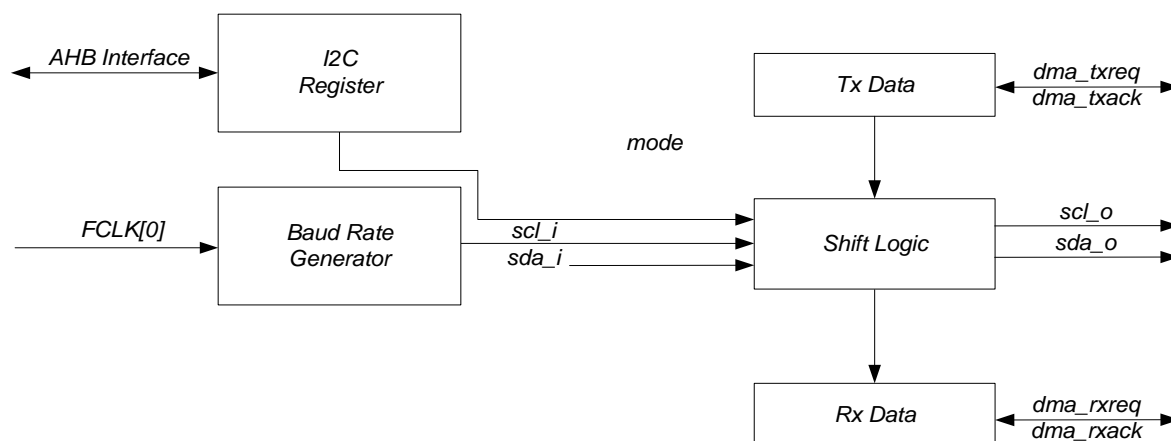 AHB Interface
I2C
Register
Tx Data
dma_txreq
dma_txack
mode
FCLK[0]
Baud Rate
Generator
scl_i
sda_i
Shift Logic
scl_o
sda_o
Rx Data
dma_rxreq
dma_rxack